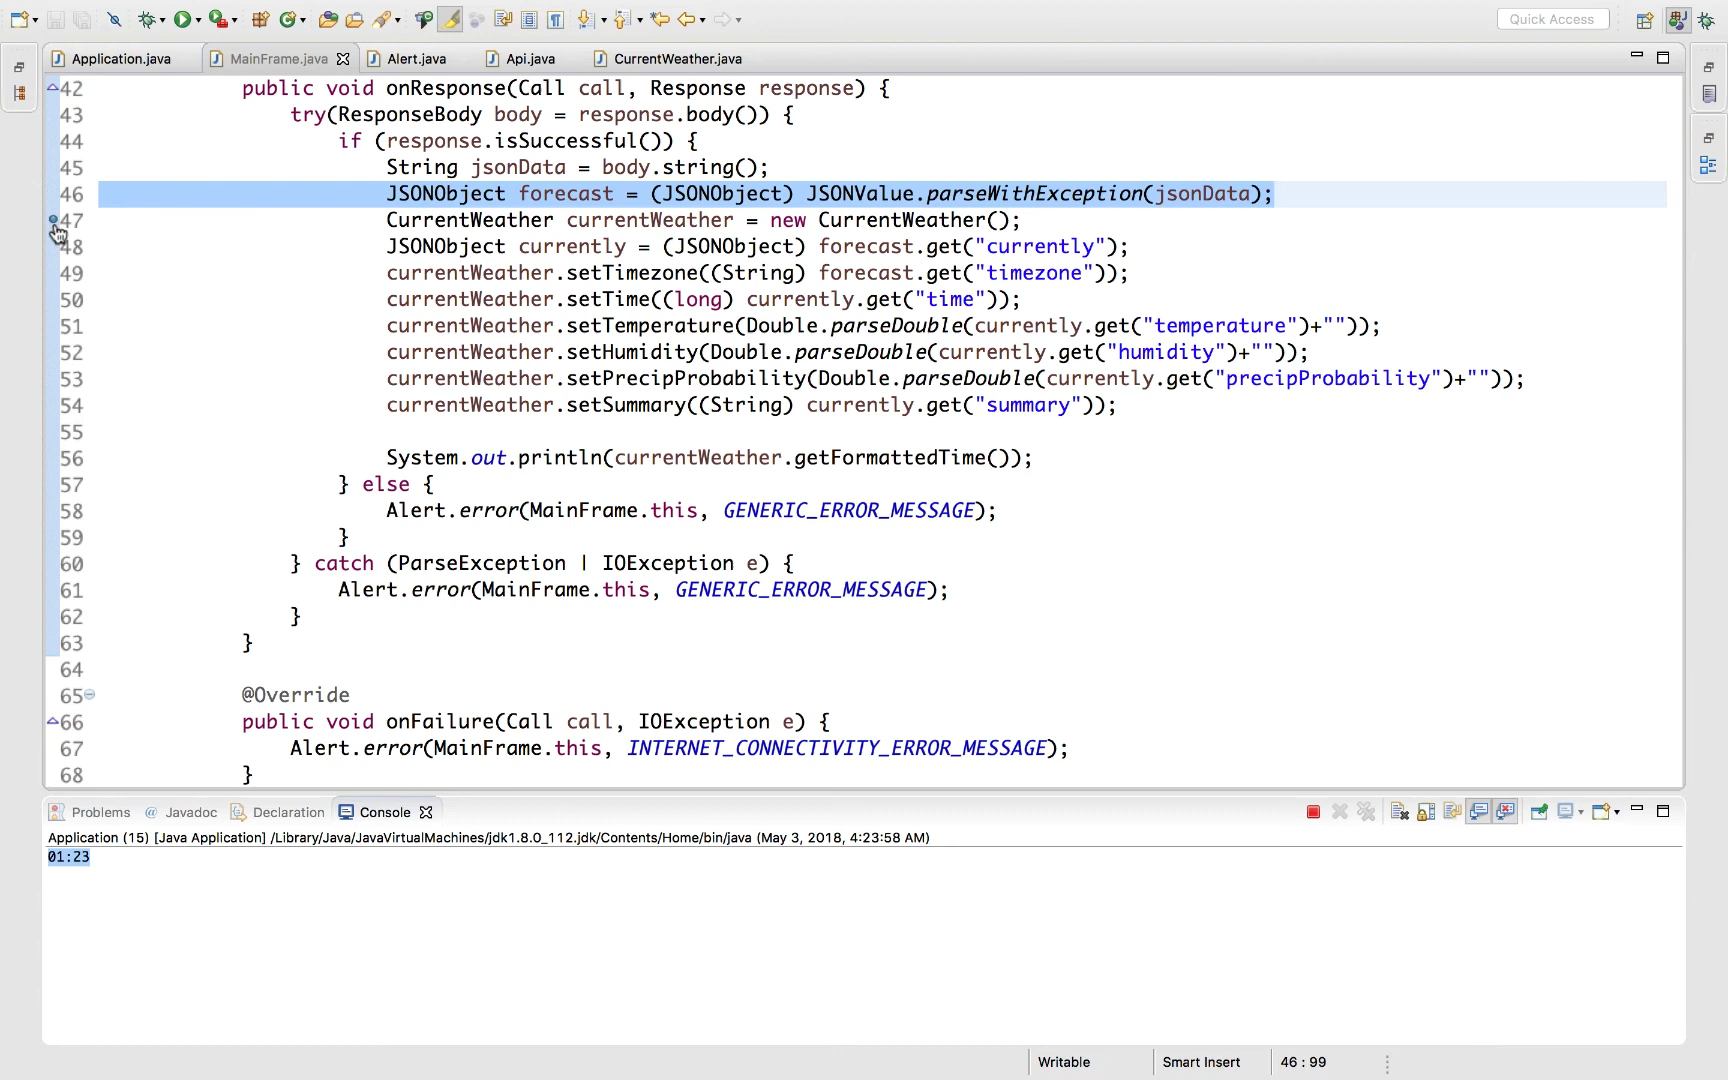 Quick Access
Application.java MainFrame.java Alert.java Api.java CurrentWeather.java
42 public void onResponse(Call call, Response response) {
43 try(ResponseBody body = response.body()) {
44 if (response.isSuccessful()) {
45 String jsonData = body.string();
46 JSONObject forecast = (JSONObject) JSONValue.parseWithException(jsonData);
47 CurrentWeather currentWeather = new CurrentWeather();
48 JSONObject currently = (JSONObject) forecast.get("currently");
49 currentWeather.setTimezone((String) forecast.get("timezone"));
50 currentWeather.setTime((long) currently.get("time"));
51 currentWeather.setTemperature(Double.parseDouble(currently.get("temperature")+""));
52 currentWeather.setHumidity(Double.parseDouble(currently.get("humidity")+""));
53 currentWeather.setPrecipProbability(Double.parseDouble(currently.get("precipProbability")+""));
54 currentWeather.setSummary((String) currently.get("summary"));
55
56 System.out.println(currentWeather.getFormattedTime());
57 } else {
58 Alert.error(MainFrame.this, GENERIC_ERROR_MESSAGE);
59 }
60 } catch (ParseException | IOException e) {
61 Alert.error(MainFrame.this, GENERIC_ERROR_MESSAGE);
62 }
63 }
64
65 @Override
66 public void onFailure(Call call, IOException e) {
67 Alert.error(MainFrame.this, INTERNET_CONNECTIVITY_ERROR_MESSAGE);
68 }
Problems @ Javadoc Declaration Console
Application (15) [Java Application] /Library/Java/JavaVirtualMachines/jdk1.8.0_112.jdk/Contents/Home/bin/java (May 3, 2018, 4:23:58 AM)
01:23
Writable Smart Insert 46 : 99